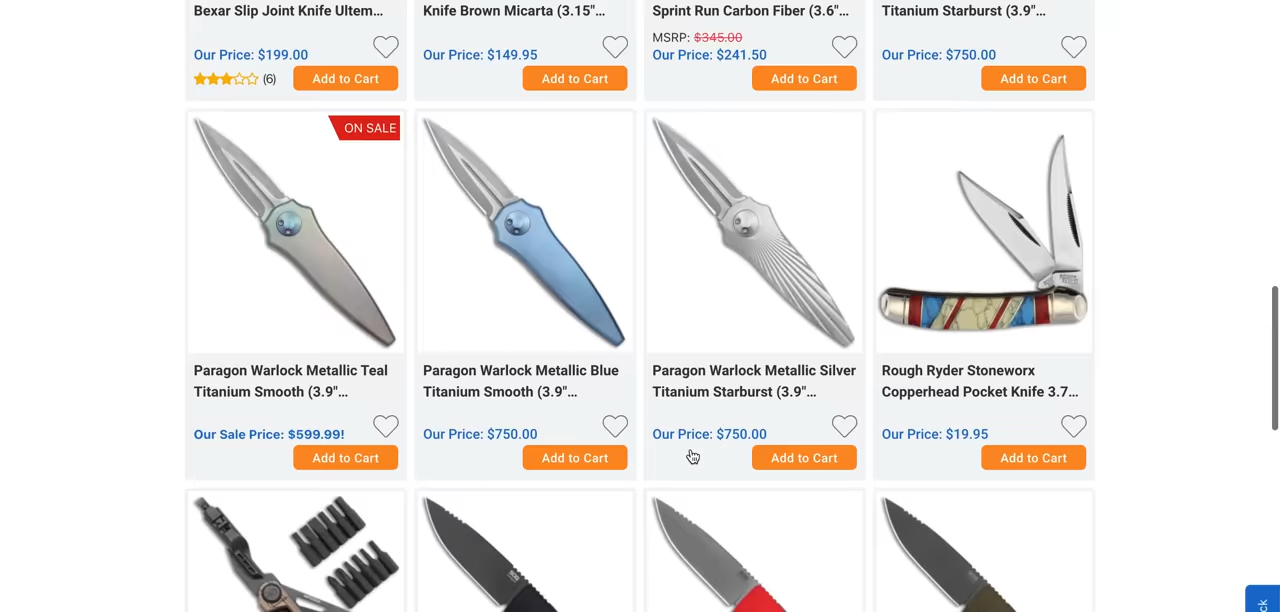 Bexar Slip Joint Knife Ultem...
Knife Brown Micarta (3.15"...
Sprint Run Carbon Fiber (3.6"...
Titanium Starburst (3.9"...
MSRP: $345.00
Our Price: $199.00
Our Price: $149.95
Our Price: $241.50
Our Price: $750.00
(6)
Add to Cart
Add to Cart
Add to Cart
Add to Cart
ON SALE
Paragon Warlock Metallic Teal
Titanium Smooth (3.9"...
Paragon Warlock Metallic Blue
Titanium Smooth (3.9"...
Paragon Warlock Metallic Silver
Titanium Starburst (3.9"...
Rough Ryder Stoneworx
Copperhead Pocket Knife 3.7...
Our Sale Price: $599.99!
Our Price: $750.00
Our Price: $750.00
Our Price: $19.95
Add to Cart
Add to Cart
Add to Cart
Add to Cart